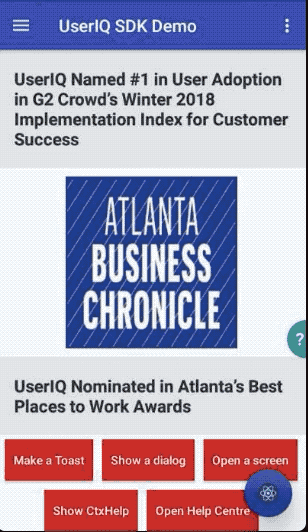 UserIQ SDK Demo
UserIQ Named #1 in User Adoption
in G2 Crowd’s Winter 2018
Implementation Index for Customer
Success
ATLANTA
BUSINESS
CHRONICLE
?
UserIQ Nominated in Atlanta’s Best
Places to Work Awards
Make a Toast Show a dialog Open a screen
Show CtxHelp Open Help Centre